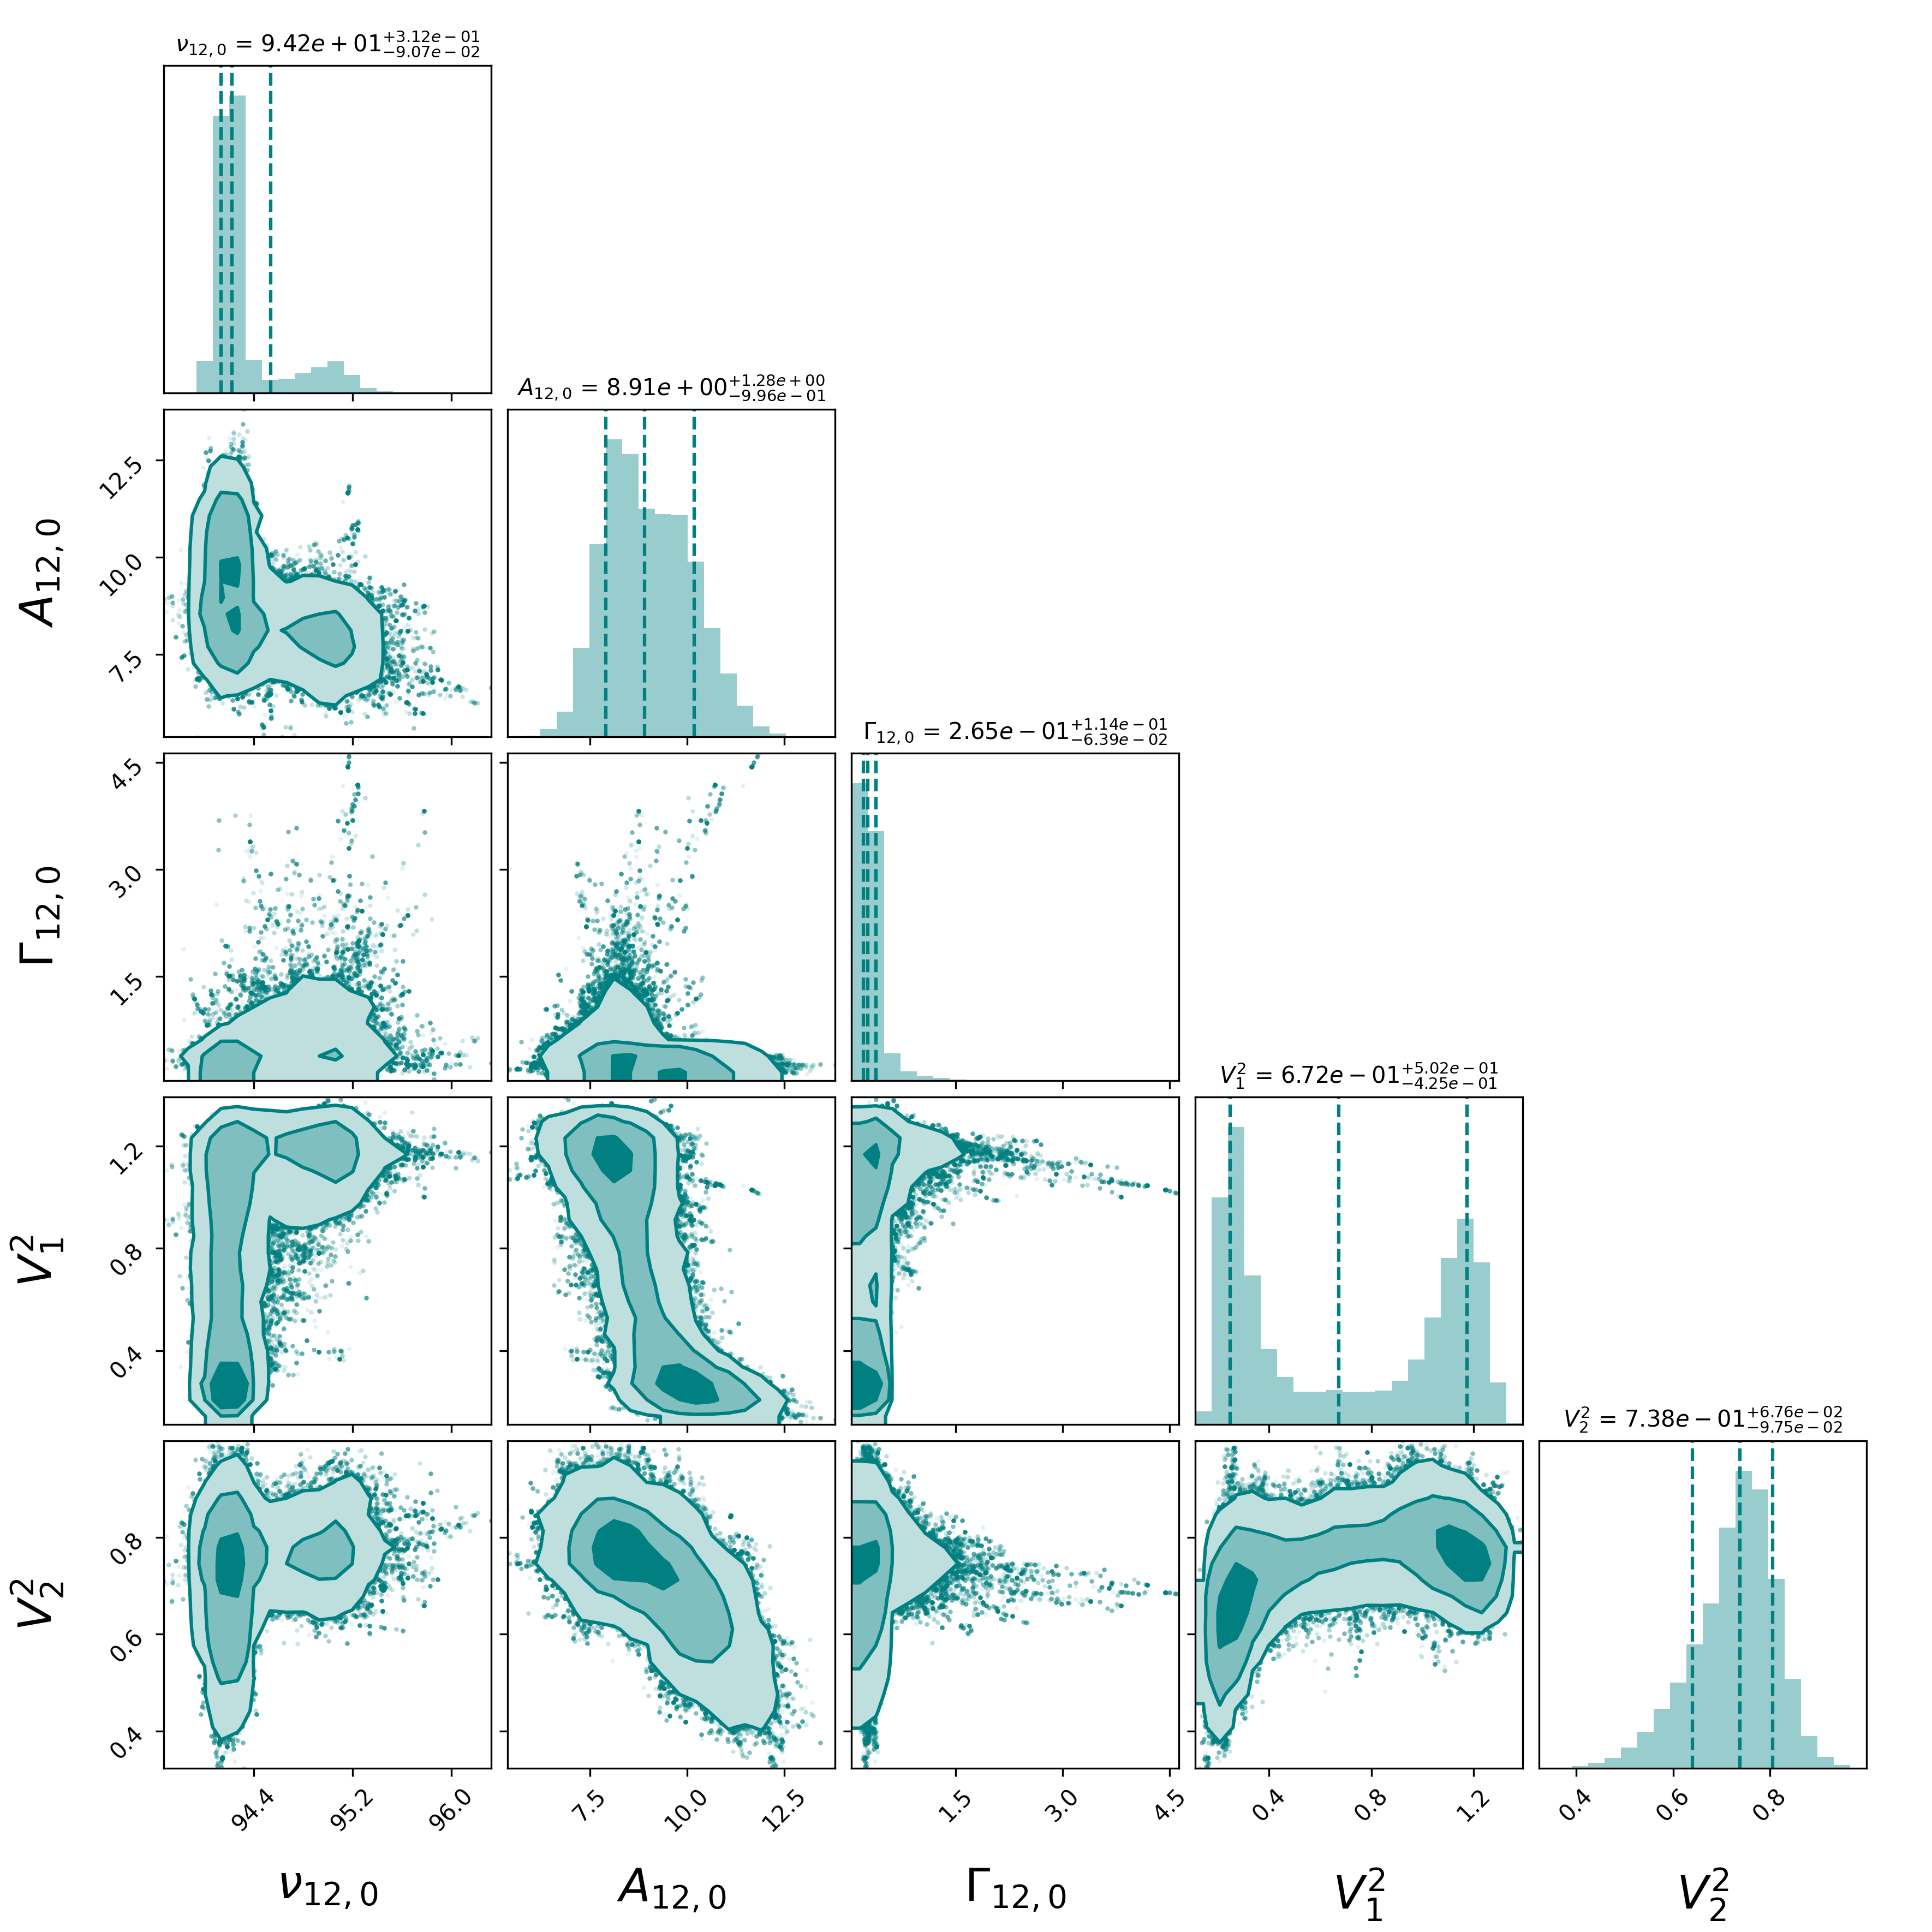 ν12,0 = 9.42e + 01 +3.12e − 01 −9.07e − 02
A12,0 = 8.91e + 00 +1.28e + 00 −9.96e − 01
12.5
10.0
7.5
A12,0
Γ12,0 = 2.65e − 01 +1.14e − 01 −6.39e − 02
4.5
3.0
1.5
Γ12,0
V²₁ = 6.72e − 01 +5.02e − 01 −4.25e − 01
1.2
0.8
0.4
V²₁
V²₂ = 7.38e − 01 +6.76e − 02 −9.75e − 02
0.8
0.6
0.4
V²₂
94.4 95.2 96.0 7.5 10.0 12.5 1.5 3.0 4.5 0.4 0.8 1.2 0.4 0.6 0.8
ν12,0 A12,0 Γ12,0 V²₁ V²₂